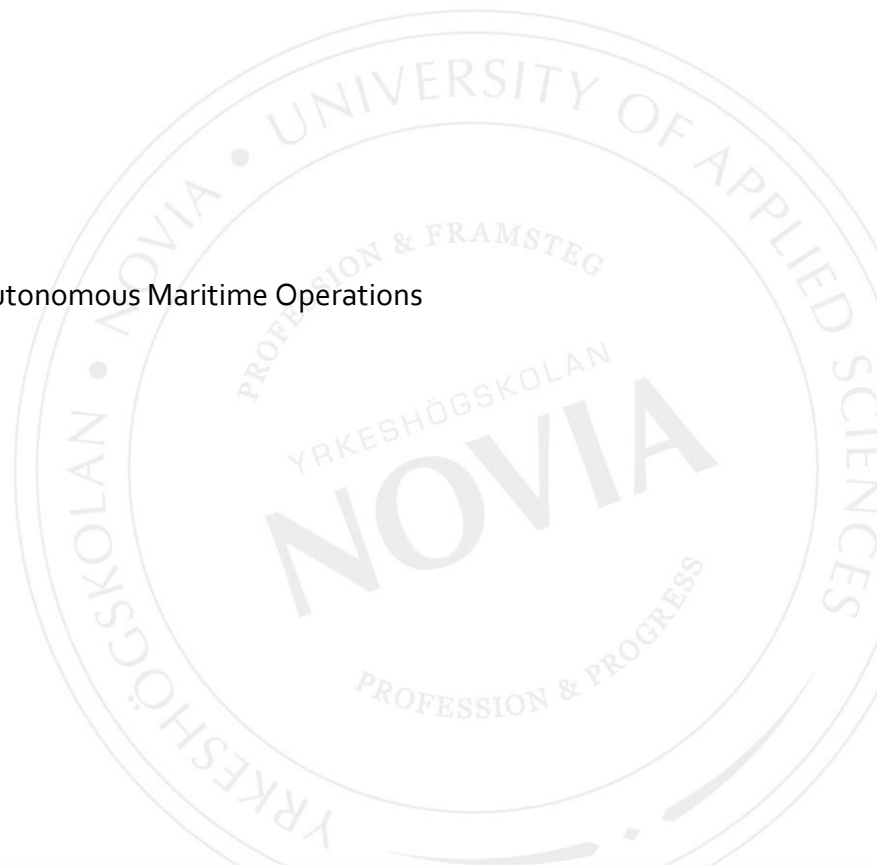 utonomous Maritime Operations
YRKESHÖGSKOLAN • NOVIA • UNIVERSITY OF APPLIED SCIENCES
PROFESSION & FRAMSTEG
YRKESHÖGSKOLAN
NOVIA
PROFESSION & PROGRESS